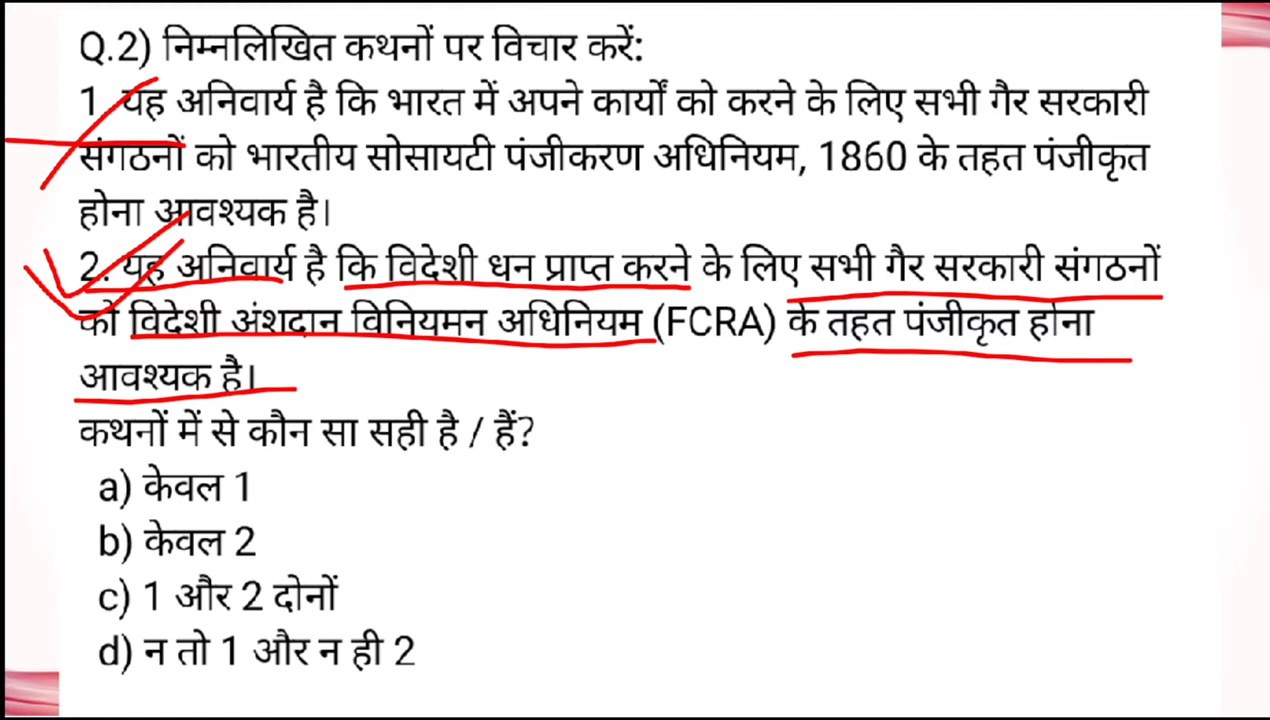 Q.2) निम्नलिखित कथनों पर विचार करें:
1. यह अनिवार्य है कि भारत में अपने कार्यों को करने के लिए सभी गैर सरकारी
संगठनों को भारतीय सोसायटी पंजीकरण अधिनियम, 1860 के तहत पंजीकृत
होना आवश्यक है।
2. यह अनिवार्य है कि विदेशी धन प्राप्त करने के लिए सभी गैर सरकारी संगठनों
को विदेशी अंशदान विनियमन अधिनियम (FCRA) के तहत पंजीकृत होना
आवश्यक है।
कथनों में से कौन सा सही है / हैं?
a) केवल 1
b) केवल 2
c) 1 और 2 दोनों
d) न तो 1 और न ही 2